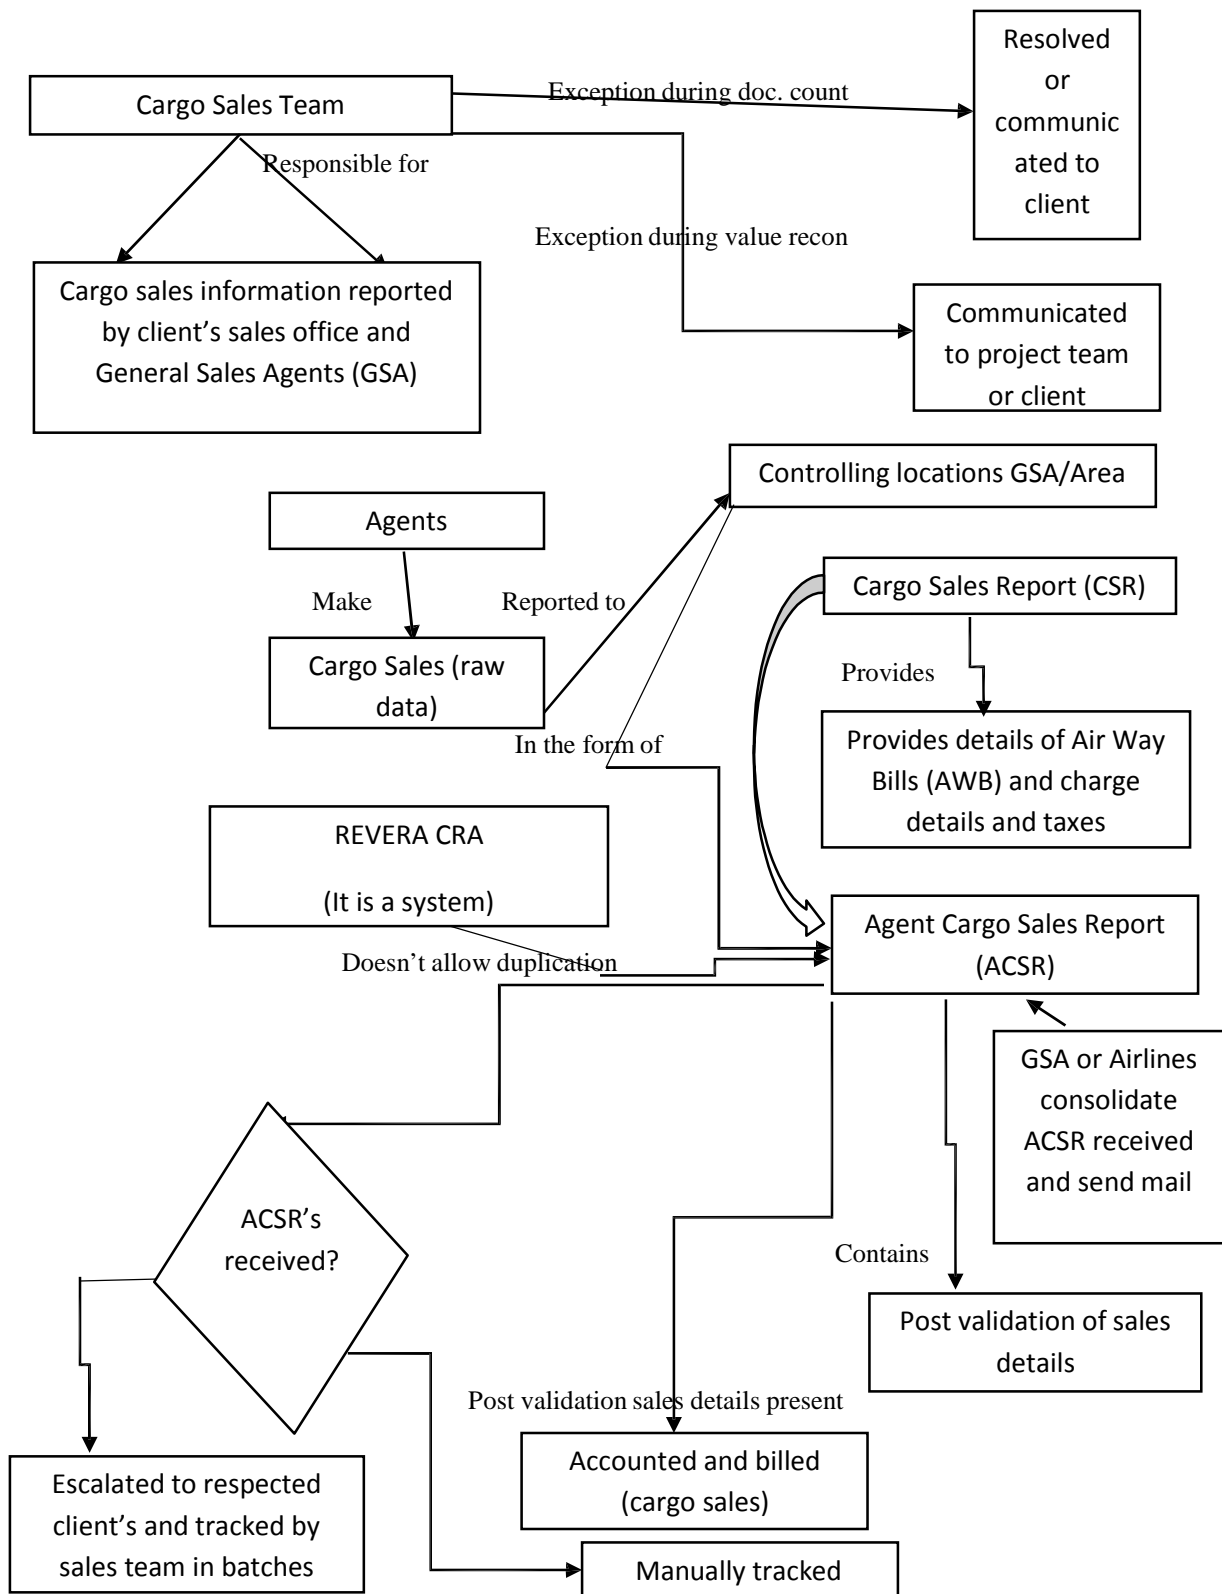 Resolved
or
communic
ated to
client
Cargo Sales Team
Exception during doc. count
Responsible for
Exception during value recon
Cargo sales information reported
by client’s sales office and
General Sales Agents (GSA)
Communicated
to project team
or client
Controlling locations GSA/Area
Agents
Make
Reported to
Cargo Sales Report (CSR)
Cargo Sales (raw
data)
Provides
In the form of
Provides details of Air Way
Bills (AWB) and charge
details and taxes
REVERA CRA
(It is a system)
Doesn’t allow duplication
Agent Cargo Sales Report
(ACSR)
GSA or Airlines
consolidate
ACSR received
and send mail
ACSR’s
received?
Contains
Post validation of sales
details
Post validation sales details present
Accounted and billed
(cargo sales)
Escalated to respected
client’s and tracked by
sales team in batches
Manually tracked